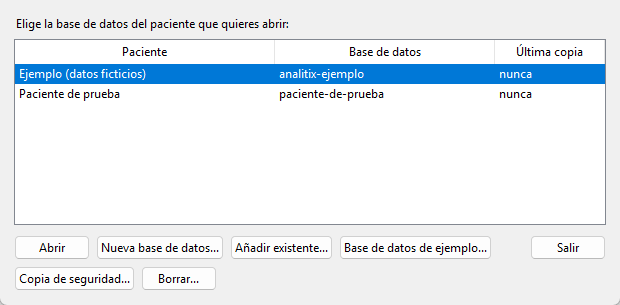 Elige la base de datos del paciente que quieres abrir:
Paciente Base de datos Última copia
Ejemplo (datos ficticios) analitix-ejemplo nunca
Paciente de prueba paciente-de-prueba nunca
Abrir Nueva base de datos... Añadir existente... Base de datos de ejemplo... Salir
Copia de seguridad... Borrar...